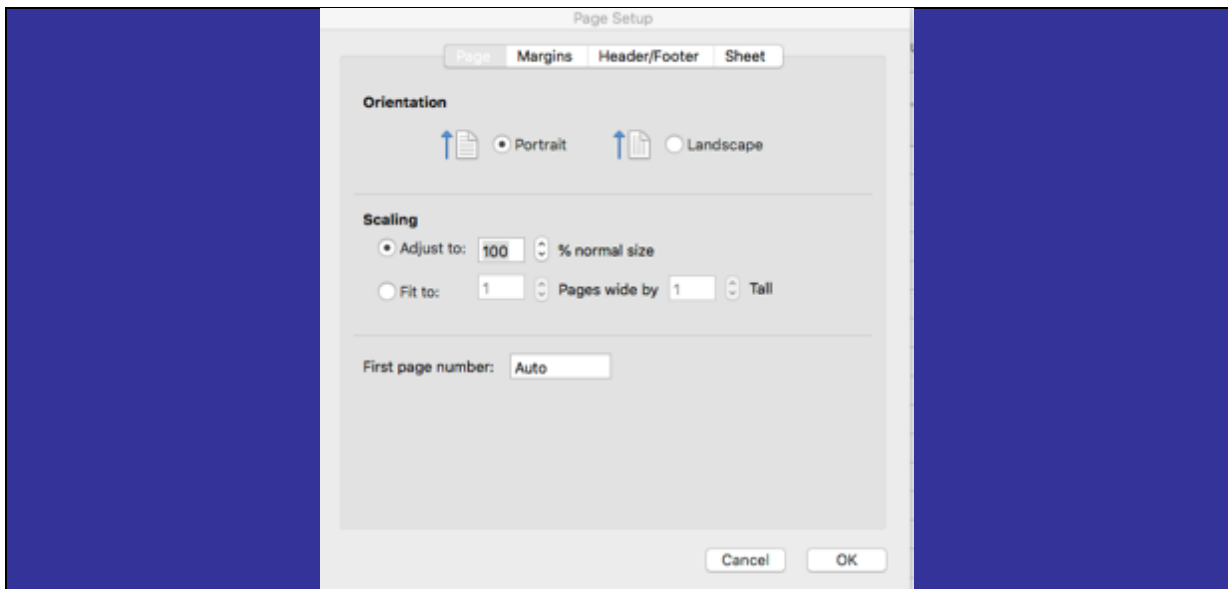 Page Setup
Page Margins Header/Footer Sheet
Orientation
Portrait Landscape
Scaling
Adjust to: 100 % normal size
Fit to: 1 Pages wide by 1 Tall
First page number: Auto
Cancel OK